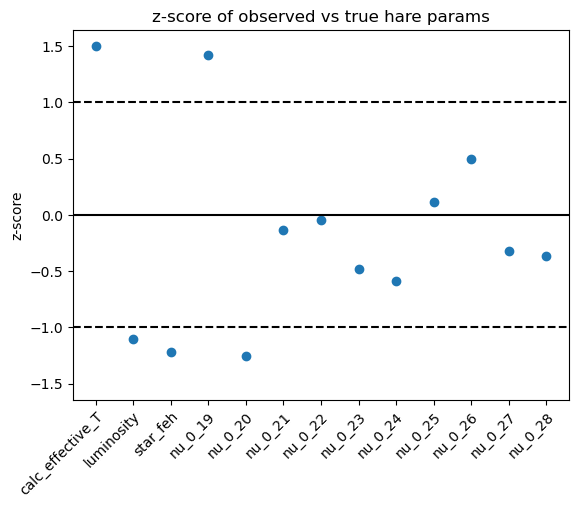 z-score of observed vs true hare params
z-score
1.5
1.0
0.5
0.0
−0.5
−1.0
−1.5
calc_effective_T
luminosity
star_feh
nu_0_19
nu_0_20
nu_0_21
nu_0_22
nu_0_23
nu_0_24
nu_0_25
nu_0_26
nu_0_27
nu_0_28